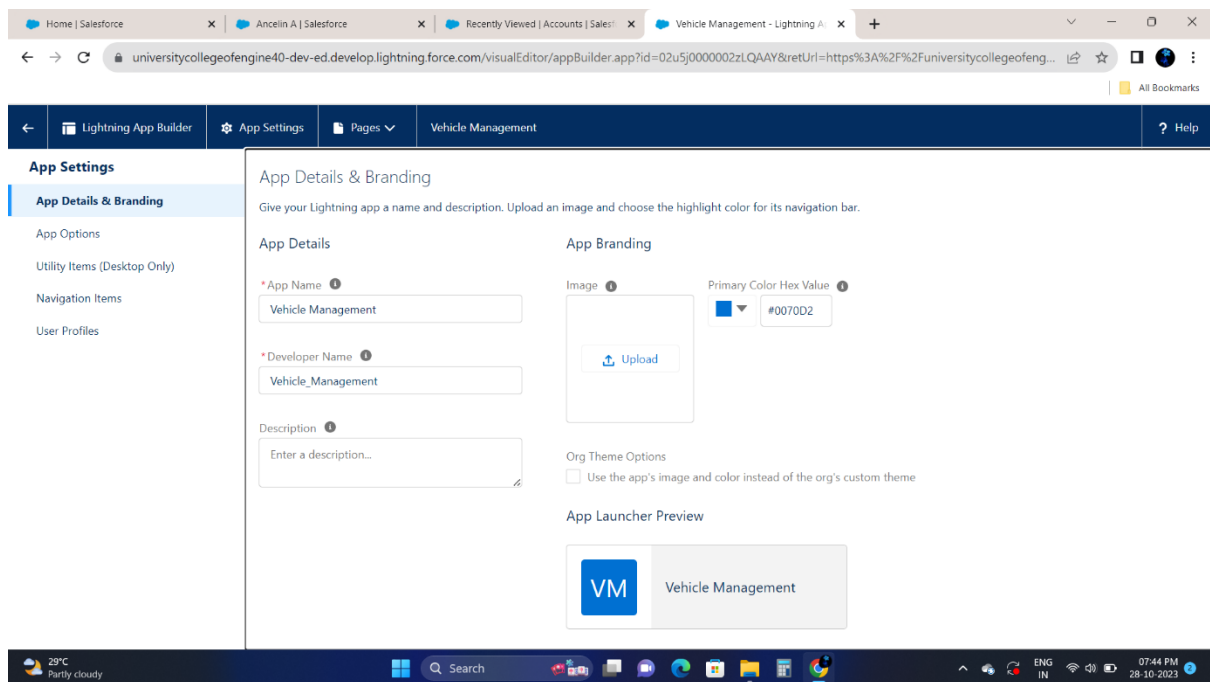 Home | Salesforce
Ancelin A | Salesforce
Recently Viewed | Accounts | Sales
Vehicle Management - Lightning A
universitycollegeofengine40-dev-ed.develop.lightning.force.com/visualEditor/appBuilder.app?id=02u5j0000002zLQAAY&retUrl=https%3A%2F%2Funiversitycollegeofeng...
All Bookmarks
Lightning App Builder
App Settings
Pages
Vehicle Management
? Help
App Settings
App Details & Branding
App Options
Utility Items (Desktop Only)
Navigation Items
User Profiles
App Details & Branding
Give your Lightning app a name and description. Upload an image and choose the highlight color for its navigation bar.
App Details
*App Name
Vehicle Management
*Developer Name
Vehicle_Management
Description
Enter a description...
App Branding
Image
Upload
Primary Color Hex Value
#0070D2
Org Theme Options
Use the app's image and color instead of the org's custom theme
App Launcher Preview
VM
Vehicle Management
29°C
Partly cloudy
Search
ENG
IN
07:44 PM
28-10-2023
2